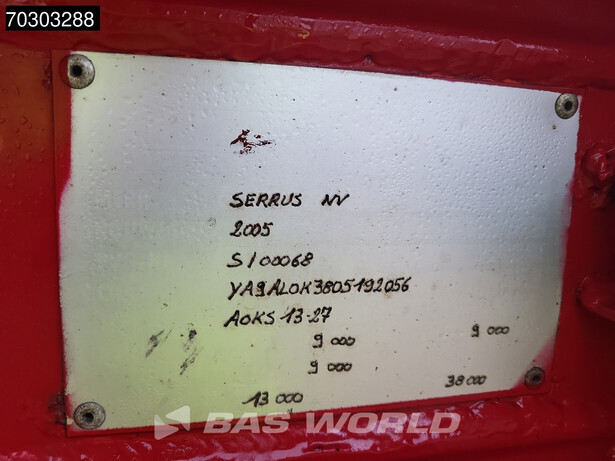 70303288
SERRUS NV
2005
S100068
YA9ALOK3805192056
AOKS 13-27
9 000 9 000
9 000
13 000 38 000
BAS WORLD